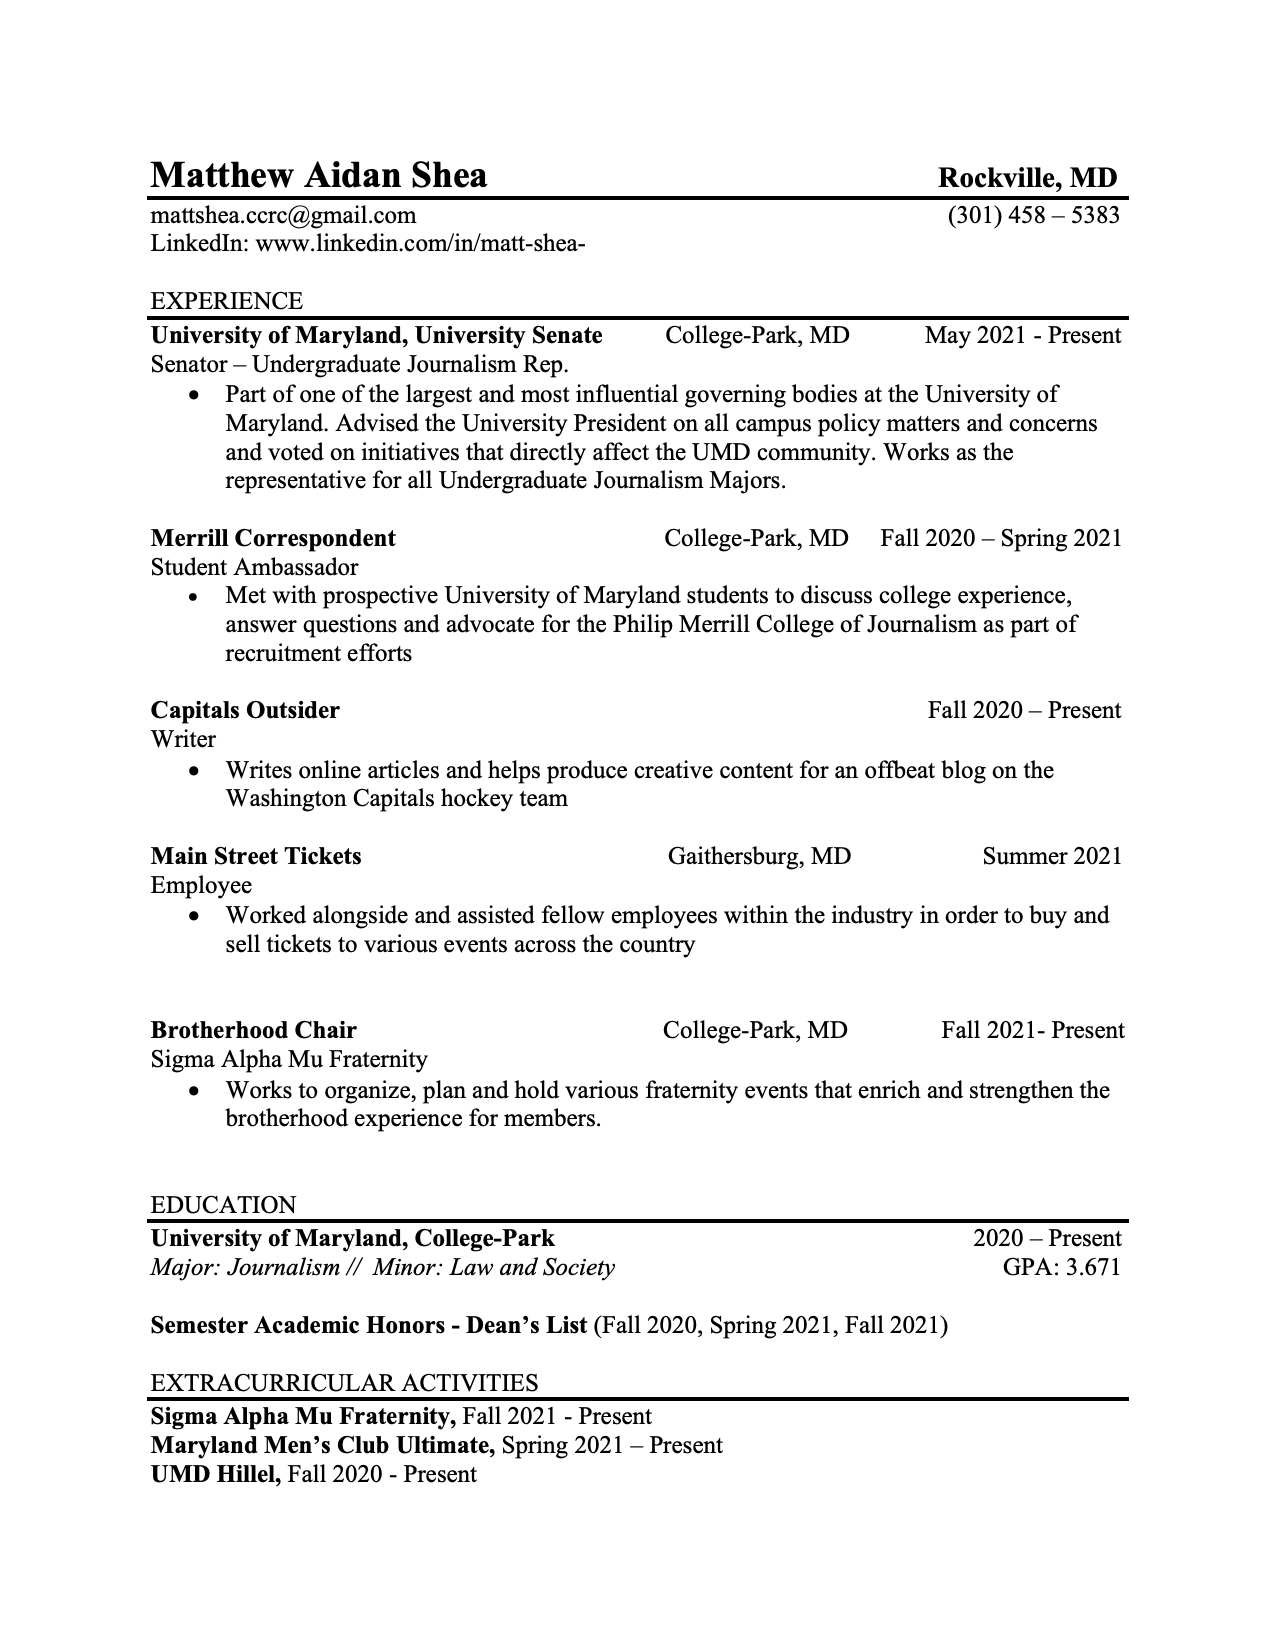 Matthew Aidan Shea Rockville, MD
mattshea.ccrc@gmail.com (301) 458 – 5383
LinkedIn: www.linkedin.com/in/matt-shea-
EXPERIENCE
University of Maryland, University Senate College-Park, MD May 2021 - Present
Senator – Undergraduate Journalism Rep.
• Part of one of the largest and most influential governing bodies at the University of
Maryland. Advised the University President on all campus policy matters and concerns
and voted on initiatives that directly affect the UMD community. Works as the
representative for all Undergraduate Journalism Majors.
Merrill Correspondent College-Park, MD Fall 2020 – Spring 2021
Student Ambassador
• Met with prospective University of Maryland students to discuss college experience,
answer questions and advocate for the Philip Merrill College of Journalism as part of
recruitment efforts
Capitals Outsider Fall 2020 – Present
Writer
• Writes online articles and helps produce creative content for an offbeat blog on the
Washington Capitals hockey team
Main Street Tickets Gaithersburg, MD Summer 2021
Employee
• Worked alongside and assisted fellow employees within the industry in order to buy and
sell tickets to various events across the country
Brotherhood Chair College-Park, MD Fall 2021- Present
Sigma Alpha Mu Fraternity
• Works to organize, plan and hold various fraternity events that enrich and strengthen the
brotherhood experience for members.
EDUCATION
University of Maryland, College-Park 2020 – Present
Major: Journalism // Minor: Law and Society GPA: 3.671
Semester Academic Honors - Dean’s List (Fall 2020, Spring 2021, Fall 2021)
EXTRACURRICULAR ACTIVITIES
Sigma Alpha Mu Fraternity, Fall 2021 - Present
Maryland Men’s Club Ultimate, Spring 2021 – Present
UMD Hillel, Fall 2020 - Present